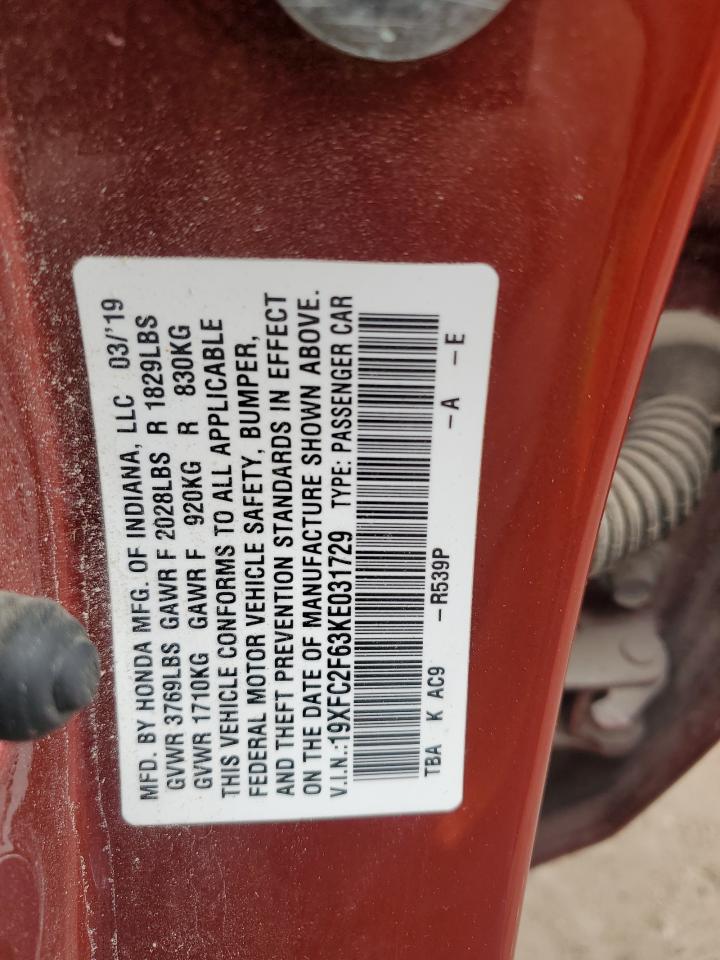 MFD. BY HONDA MFG. OF INDIANA, LLC 03/'19
GVWR 3769LBS GAWR F 2028LBS R 1829LBS
GVWR 1710KG GAWR F 920KG R 830KG
THIS VEHICLE CONFORMS TO ALL APPLICABLE
FEDERAL MOTOR VEHICLE SAFETY, BUMPER,
AND THEFT PREVENTION STANDARDS IN EFFECT
ON THE DATE OF MANUFACTURE SHOWN ABOVE.
V.I.N.:19XFC2F63KE031729 TYPE: PASSENGER CAR
TBA K AC9 - R539P - A - E